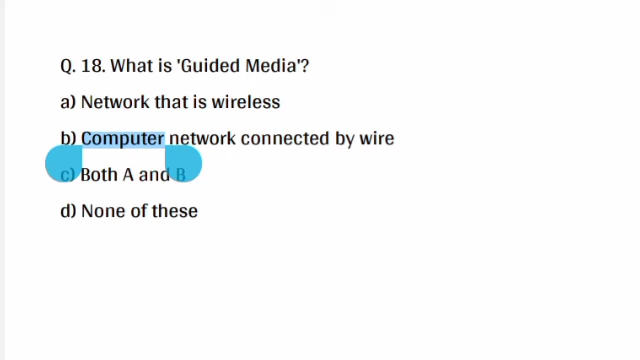 Q. 18. What is 'Guided Media'?
a) Network that is wireless
b) Computer network connected by wire
c) Both A and B
d) None of these